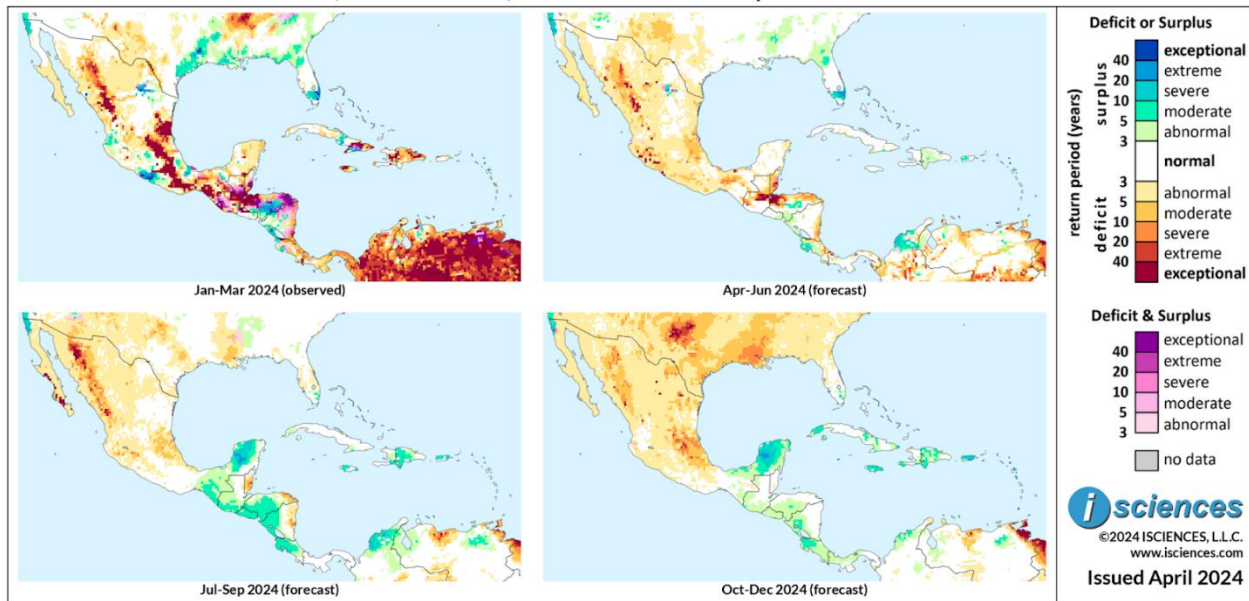 Jan-Mar 2024 (observed)
Apr-Jun 2024 (forecast)
Jul-Sep 2024 (forecast)
Oct-Dec 2024 (forecast)
Deficit or Surplus
return period (years)
surplus
deficit
40
20
10
5
3
3
5
10
20
40
exceptional
extreme
severe
moderate
abnormal
normal
abnormal
moderate
severe
extreme
exceptional
Deficit & Surplus
40
20
10
5
3
exceptional
extreme
severe
moderate
abnormal
no data
i sciences
©2024 ISCIENCES, L.L.C.
www.isciences.com
Issued April 2024